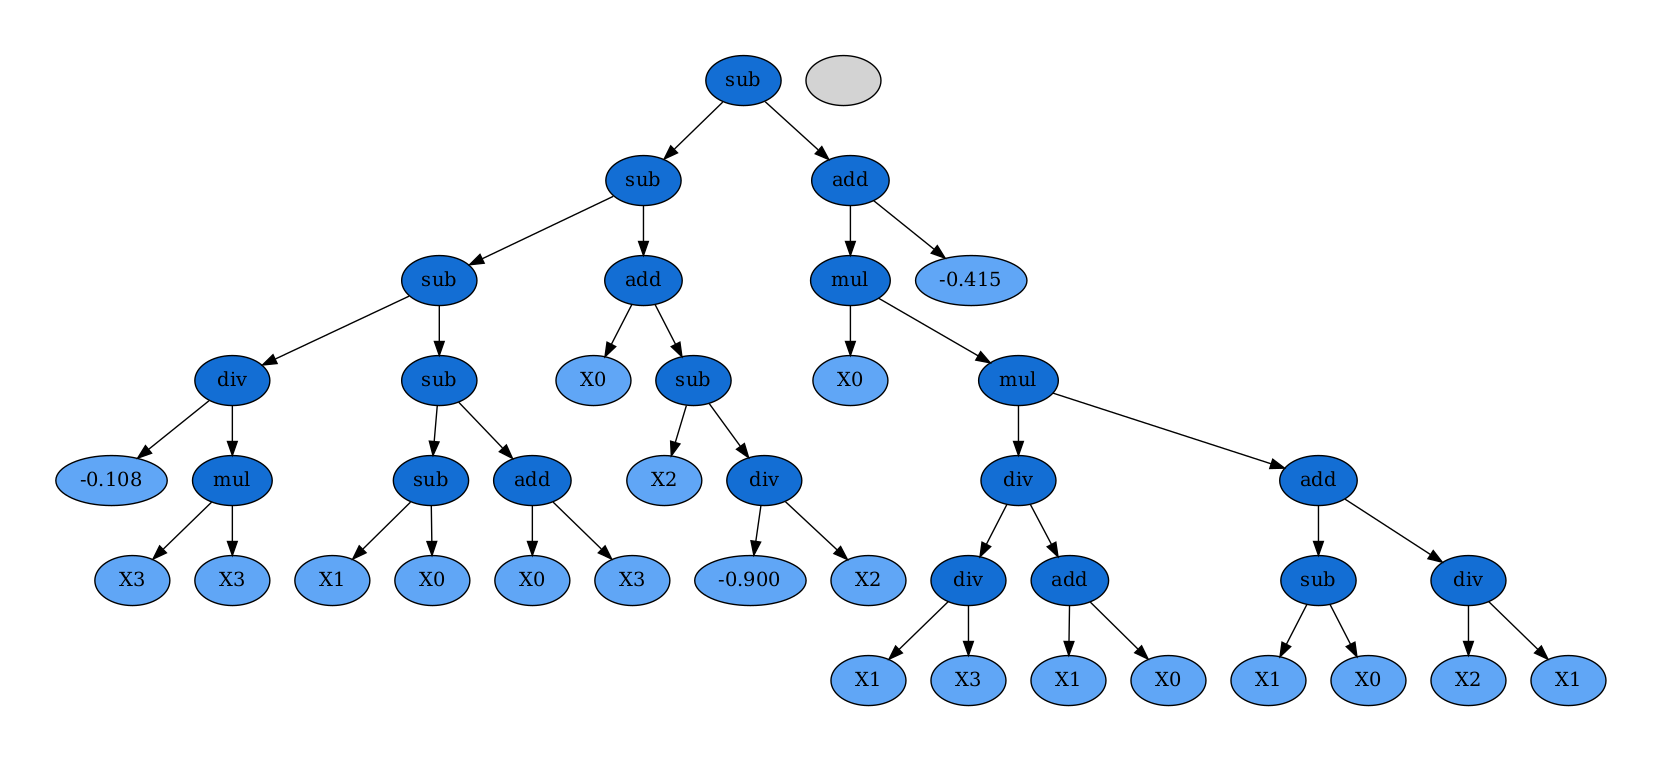 sub
sub add
sub add mul -0.415
div sub X0 sub X0 mul
-0.108 mul sub add X2 div div add
X3 X3 X1 X0 X0 X3 -0.900 X2 div add sub div
X1 X3 X1 X0 X1 X0 X2 X1